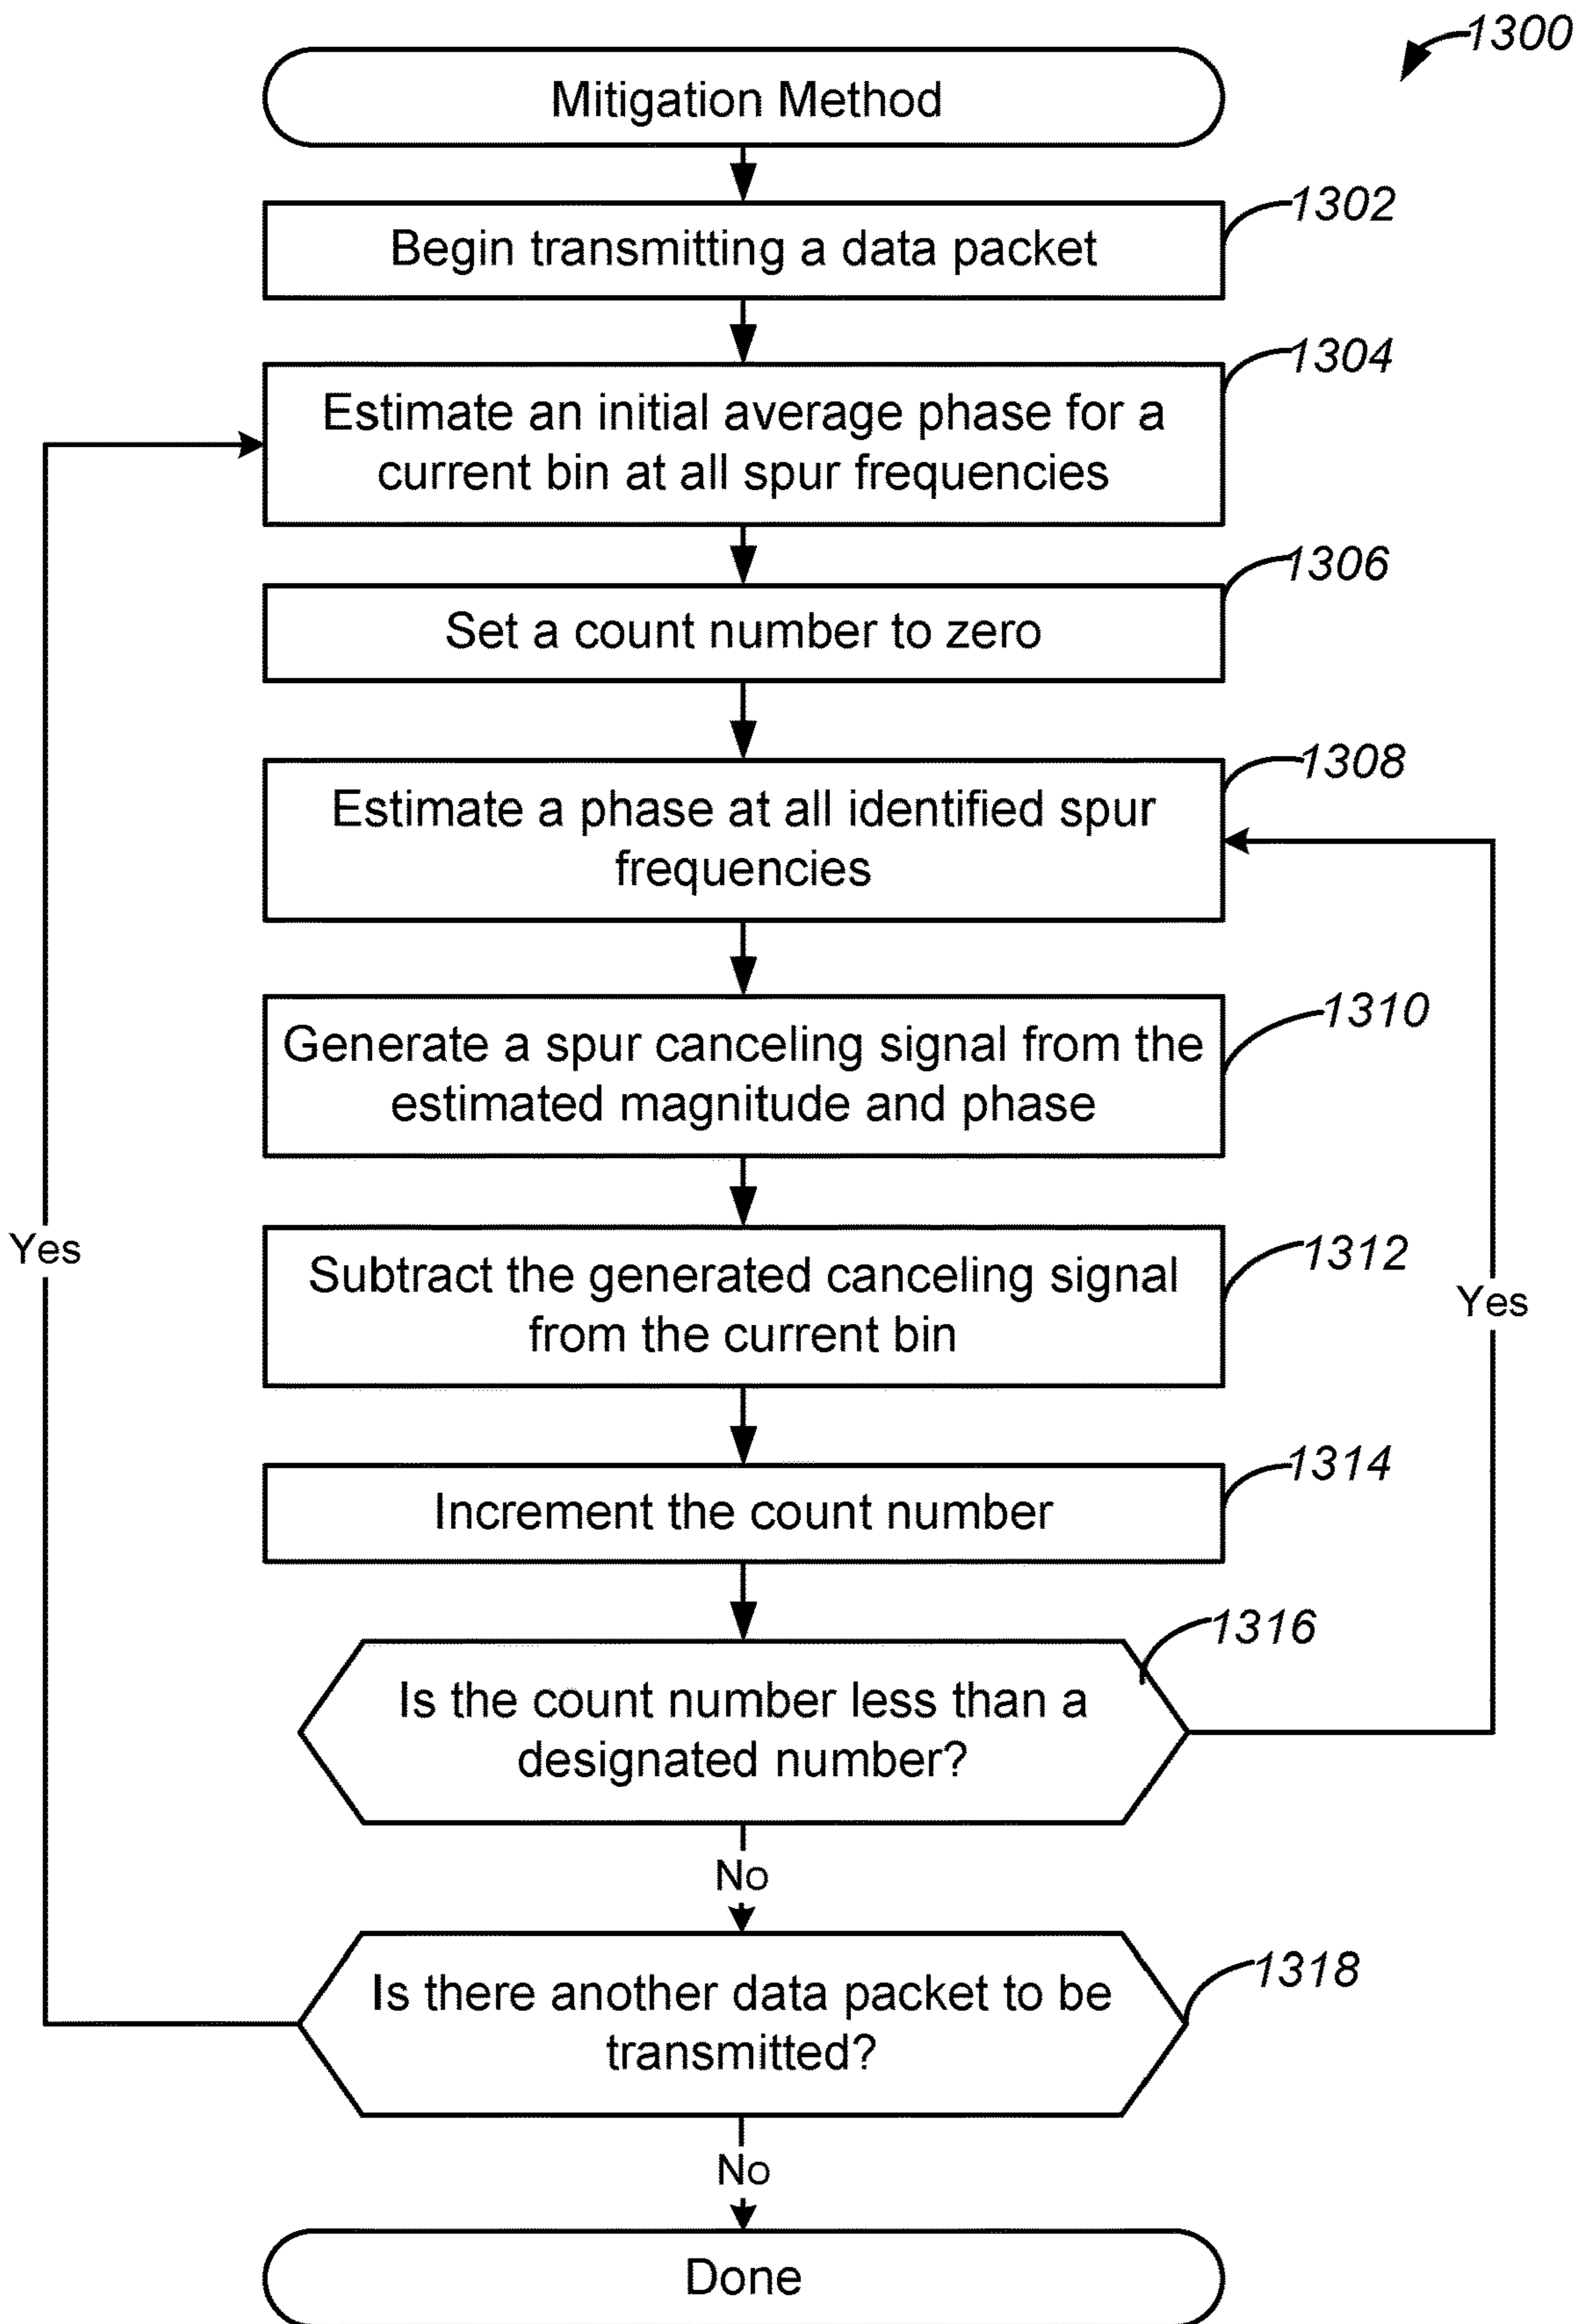 1300
Mitigation Method
1302
Begin transmitting a data packet
1304
Estimate an initial average phase for a
current bin at all spur frequencies
1306
Set a count number to zero
1308
Estimate a phase at all identified spur
frequencies
1310
Generate a spur canceling signal from the
estimated magnitude and phase
1312
Subtract the generated canceling signal
from the current bin
Yes
Yes
1314
Increment the count number
1316
Is the count number less than a
designated number?
No
1318
Is there another data packet to be
transmitted?
No
Done